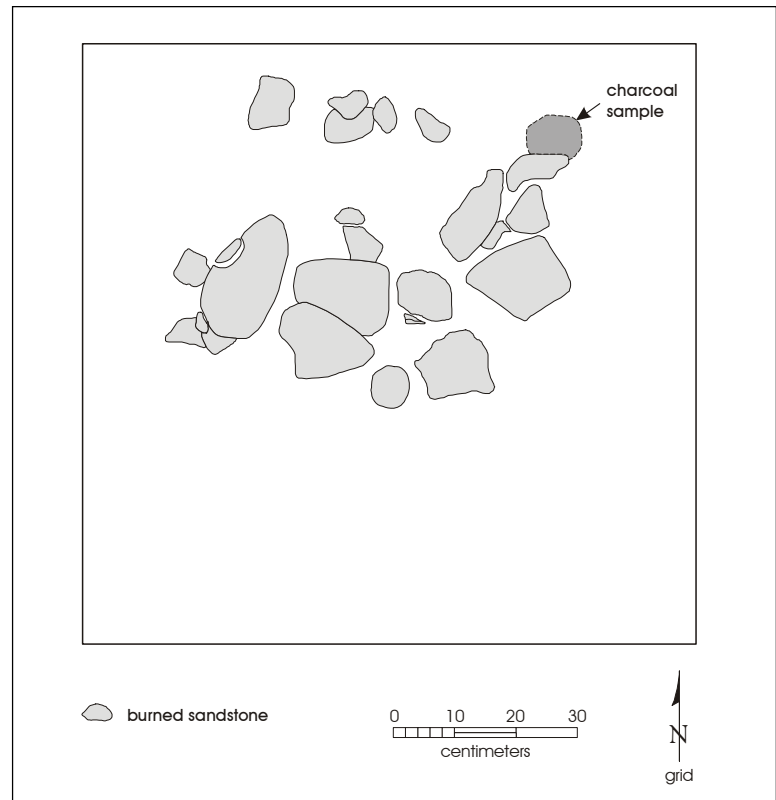 charcoal
sample
burned sandstone
0 10 20 30
centimeters
N
grid